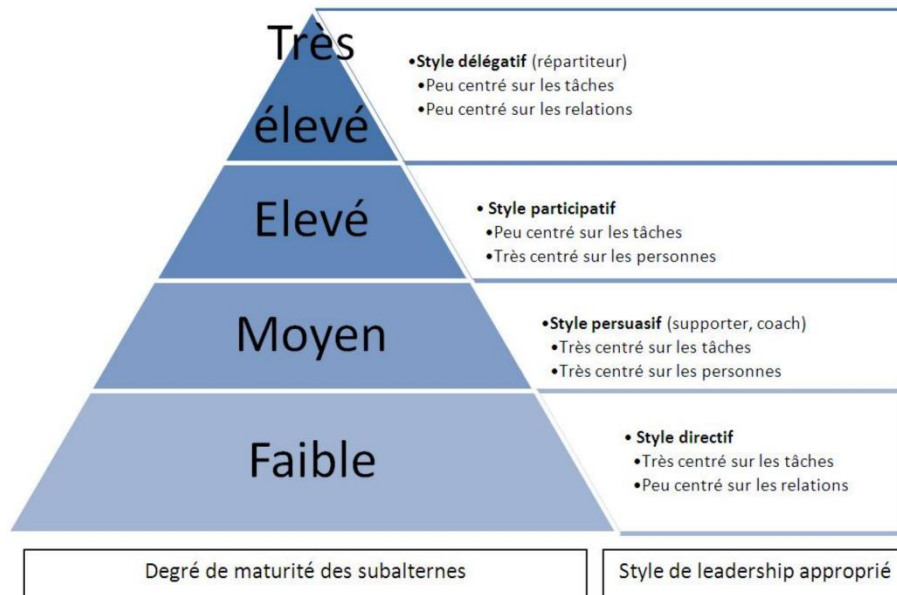 Très
élevé
•Style délégatif (répartiteur)
•Peu centré sur les tâches
•Peu centré sur les relations
Elevé
• Style participatif
•Peu centré sur les tâches
•Très centré sur les personnes
Moyen
•Style persuasif (supporter, coach)
•Très centré sur les tâches
•Très centré sur les personnes
Faible
• Style directif
•Très centré sur les tâches
•Peu centré sur les relations
Degré de maturité des subalternes
Style de leadership approprié